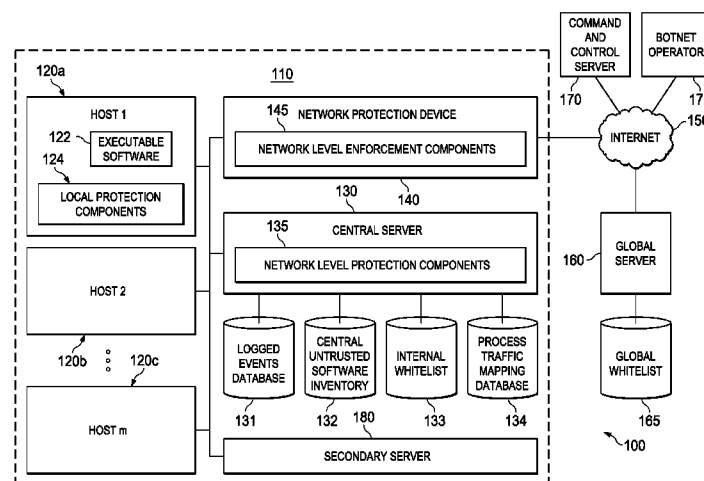 COMMAND
AND
CONTROL
SERVER
170
BOTNET
OPERATOR
INTERNET
150
GLOBAL
SERVER
160
GLOBAL
WHITELIST
165
100
110
120a
HOST 1
122
EXECUTABLE
SOFTWARE
124
LOCAL PROTECTION
COMPONENTS
HOST 2
120b
120c
HOST m
NETWORK PROTECTION DEVICE
145
NETWORK LEVEL ENFORCEMENT COMPONENTS
140
130
CENTRAL SERVER
135
NETWORK LEVEL PROTECTION COMPONENTS
LOGGED
EVENTS
DATABASE
131
CENTRAL
UNTRUSTED
SOFTWARE
INVENTORY
132
INTERNAL
WHITELIST
133
PROCESS
TRAFFIC
MAPPING
DATABASE
134
180
SECONDARY SERVER